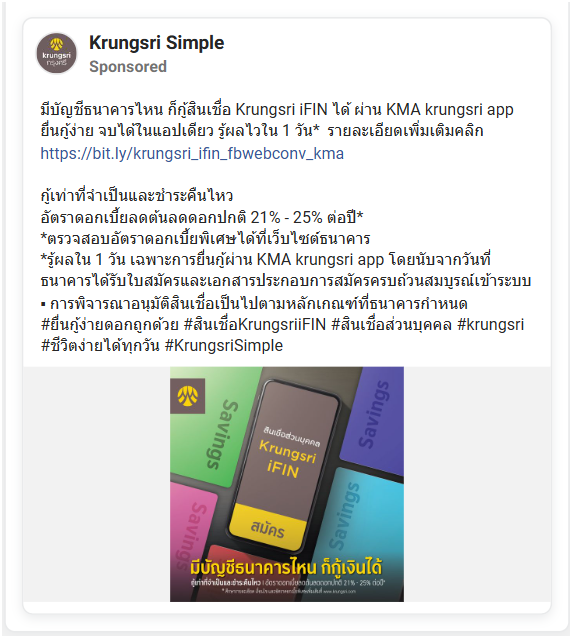 Krungsri Simple
Sponsored
krungsri
กรุงศรี
มีบัญชีธนาคารไหน ก็กู้สินเชื่อ Krungsri iFIN ได้ ผ่าน KMA krungsri app
ยื่นกู้ง่าย จบได้ในแอปเดียว รู้ผลไวใน 1 วัน* รายละเอียดเพิ่มเติมคลิก
https://bit.ly/krungsri_ifin_fbwebconv_kma
กู้เท่าที่จำเป็นและชำระคืนไหว
อัตราดอกเบี้ยลดต้นลดดอกปกติ 21% - 25% ต่อปี*
*ตรวจสอบอัตราดอกเบี้ยพิเศษได้ที่เว็บไซต์ธนาคาร
*รู้ผลใน 1 วัน เฉพาะการยื่นกู้ผ่าน KMA krungsri app โดยนับจากวันที่
ธนาคารได้รับใบสมัครและเอกสารประกอบการสมัครครบถ้วนสมบูรณ์เข้าระบบ
▪ การพิจารณาอนุมัติสินเชื่อเป็นไปตามหลักเกณฑ์ที่ธนาคารกำหนด
#ยื่นกู้ง่ายดอกถูกด้วย #สินเชื่อKrungsriiFIN #สินเชื่อส่วนบุคคล #krungsri
#ชีวิตง่ายได้ทุกวัน #KrungsriSimple
Savings
Savings
สินเชื่อส่วนบุคคล
Krungsri
iFIN
สมัคร
Savings
Savings
มีบัญชีธนาคารไหน ก็กู้เงินได้
กู้เท่าที่จำเป็นและชำระคืนไหว | อัตราดอกเบี้ยลดต้นลดดอกปกติ 21% - 25% ต่อปี*
www.krungsri.com